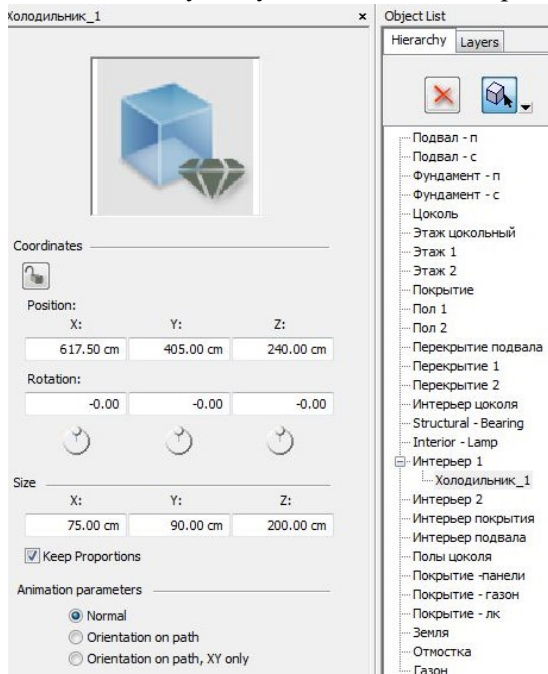 Холодильник_1 x
Coordinates
Position:
X: Y: Z:
617.50 cm 405.00 cm 240.00 cm
Rotation:
-0.00 -0.00 -0.00
Size
X: Y: Z:
75.00 cm 90.00 cm 200.00 cm
Keep Proportions
Animation parameters
Normal
Orientation on path
Orientation on path, XY only
Object List
Hierarchy Layers
Подвал - п
Подвал - с
Фундамент - п
Фундамент - с
Цоколь
Этаж цокольный
Этаж 1
Этаж 2
Покрытие
Пол 1
Пол 2
Перекрытие подвала
Перекрытие 1
Перекрытие 2
Интерьер цоколя
Structural - Bearing
Interior - Lamp
Интерьер 1
Холодильник_1
Интерьер 2
Интерьер покрытия
Интерьер подвала
Полы цоколя
Покрытие -панели
Покрытие - газон
Покрытие - лк
Земля
Отмостка
Газон